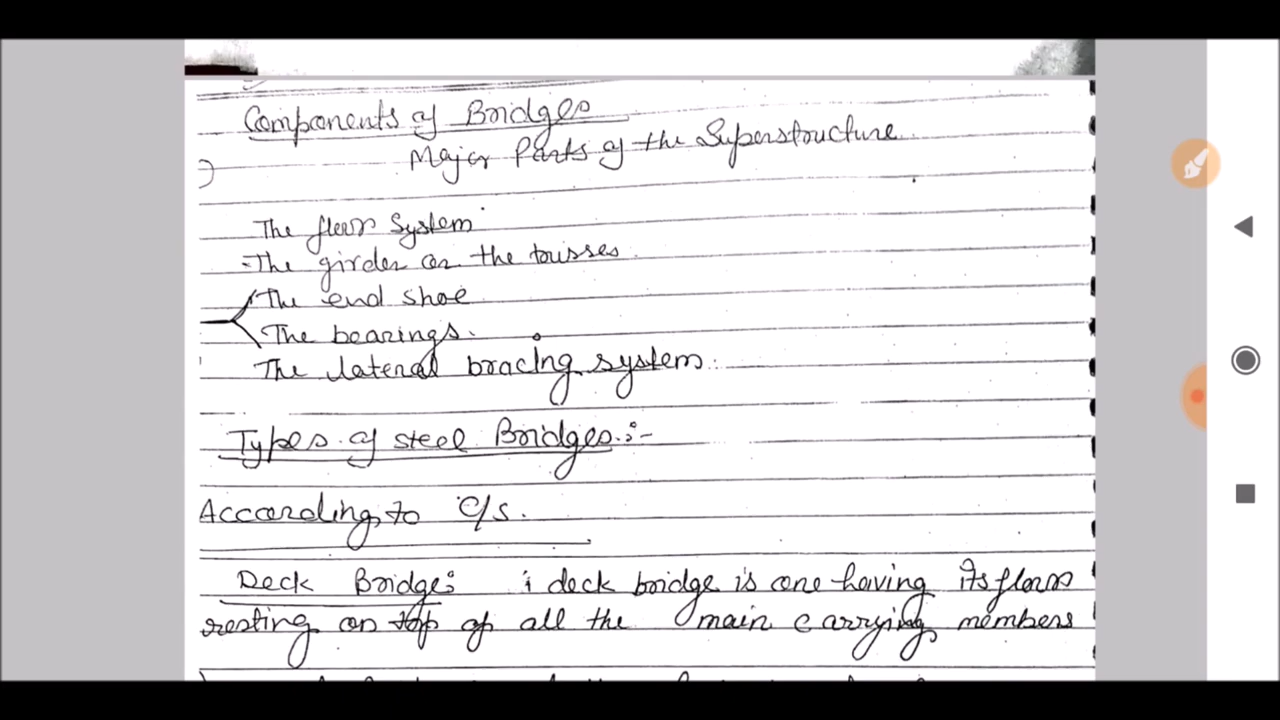 Components of Bridges
Major Parts of the Superstructure
The floor System
The girder or the trusses
The end shoe
The bearings.
The lateral bracing system
Types of steel Bridges :-
According to C/S.
Deck Bridge: deck bridge is one having its floor
resting on top of all the main carrying members